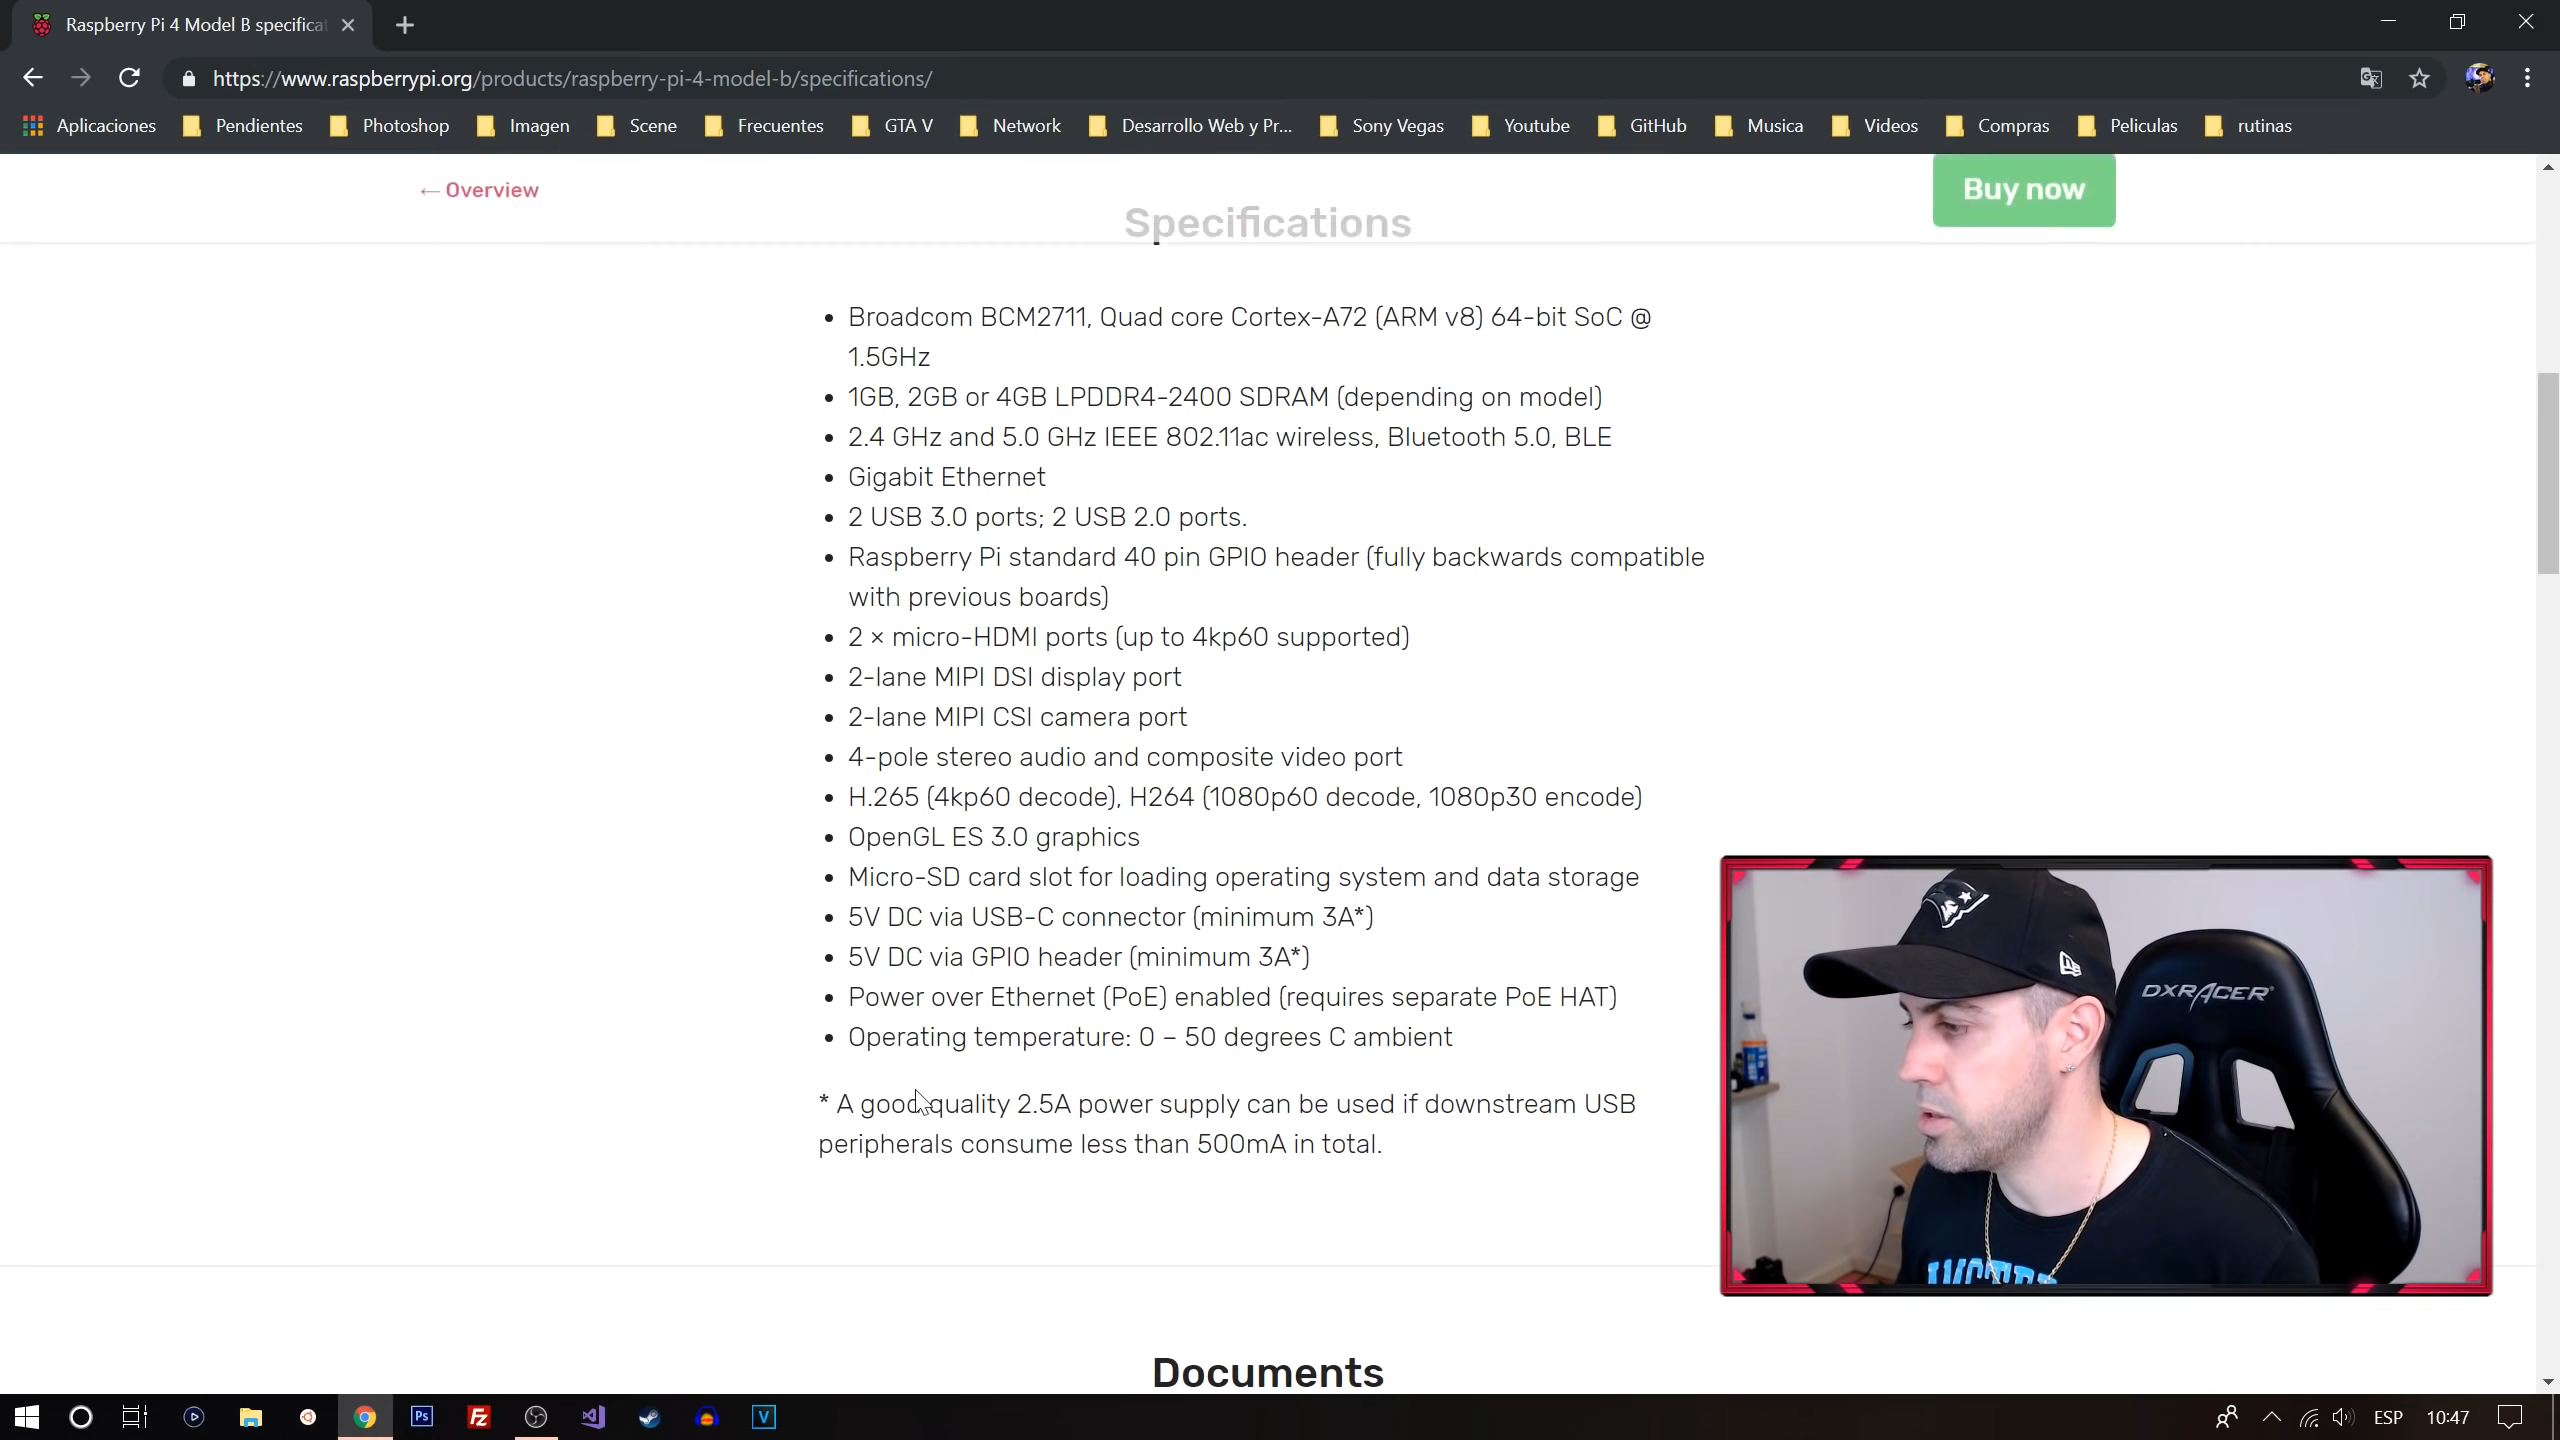 Raspberry Pi 4 Model B specificat
https://www.raspberrypi.org/products/raspberry-pi-4-model-b/specifications/
Aplicaciones Pendientes Photoshop Imagen Scene Frecuentes GTA V Network Desarrollo Web y Pr... Sony Vegas Youtube GitHub Musica Videos Compras Peliculas rutinas
← Overview
Buy now
Specifications
• Broadcom BCM2711, Quad core Cortex-A72 (ARM v8) 64-bit SoC @
1.5GHz
• 1GB, 2GB or 4GB LPDDR4-2400 SDRAM (depending on model)
• 2.4 GHz and 5.0 GHz IEEE 802.11ac wireless, Bluetooth 5.0, BLE
• Gigabit Ethernet
• 2 USB 3.0 ports; 2 USB 2.0 ports.
• Raspberry Pi standard 40 pin GPIO header (fully backwards compatible
with previous boards)
• 2 × micro-HDMI ports (up to 4kp60 supported)
• 2-lane MIPI DSI display port
• 2-lane MIPI CSI camera port
• 4-pole stereo audio and composite video port
• H.265 (4kp60 decode), H264 (1080p60 decode, 1080p30 encode)
• OpenGL ES 3.0 graphics
• Micro-SD card slot for loading operating system and data storage
• 5V DC via USB-C connector (minimum 3A*)
• 5V DC via GPIO header (minimum 3A*)
• Power over Ethernet (PoE) enabled (requires separate PoE HAT)
• Operating temperature: 0 – 50 degrees C ambient
* A good quality 2.5A power supply can be used if downstream USB
peripherals consume less than 500mA in total.
DXRACER
Documents
Ps
Fz
V
ESP
10:47